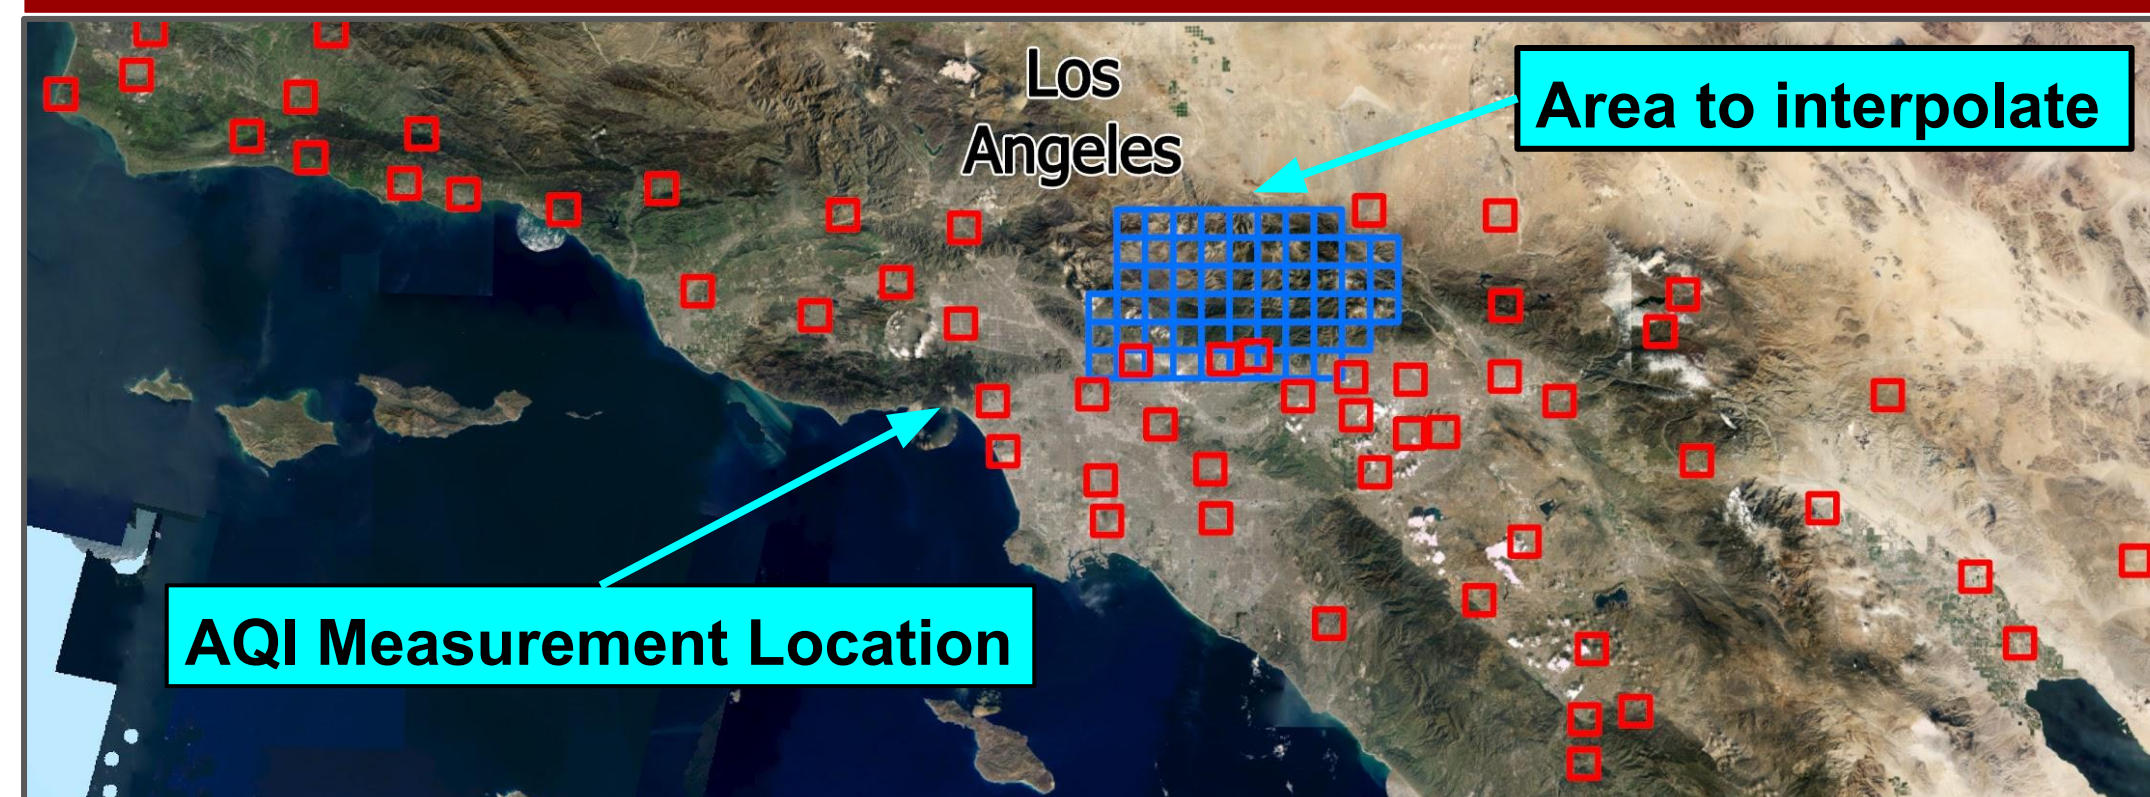 Los
Angeles
Area to interpolate
AQI Measurement Location